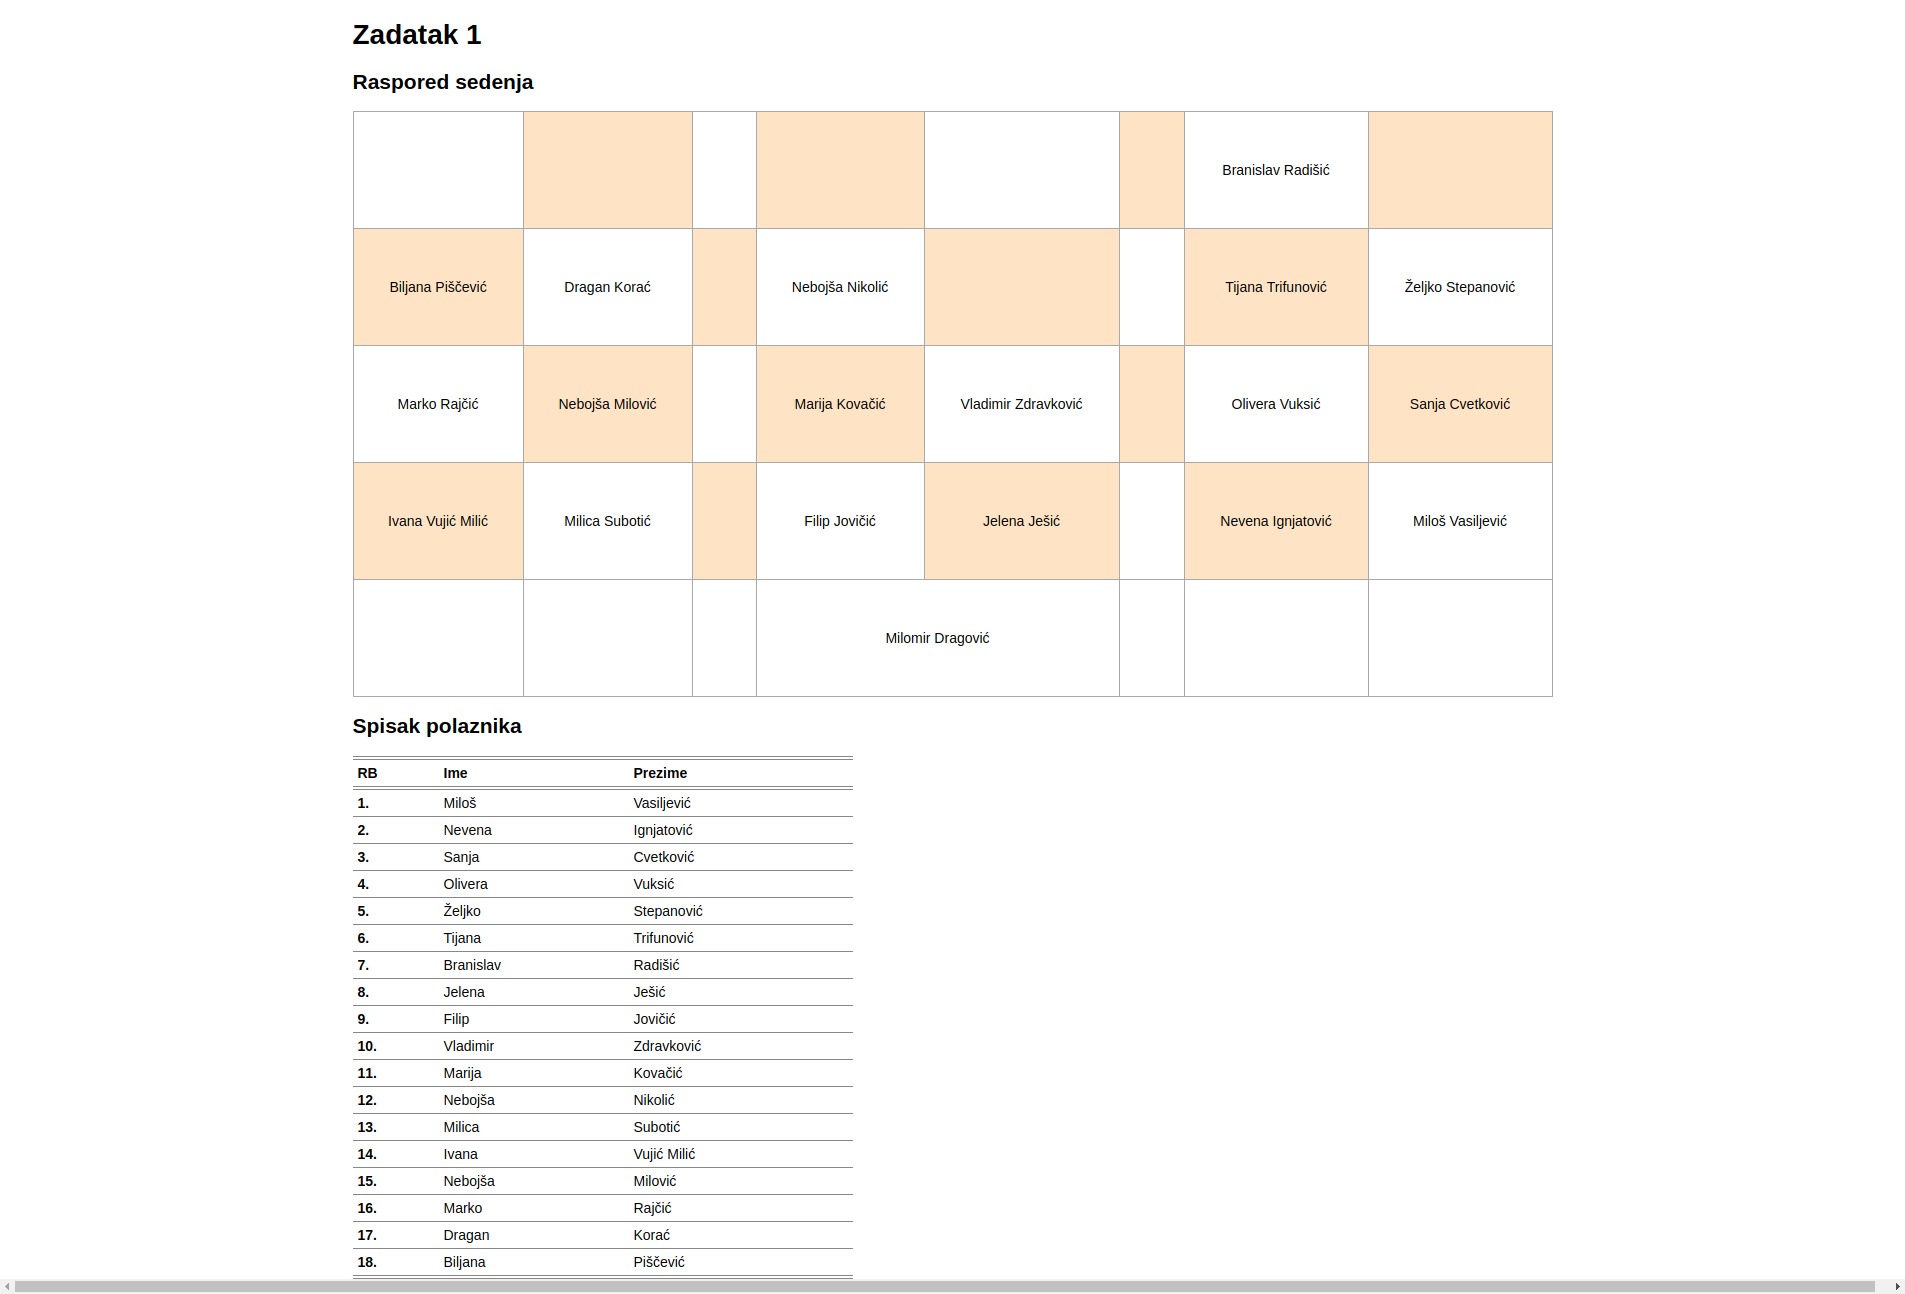 Zadatak 1
Raspored sedenja
Branislav Radišić
Biljana Piščević Dragan Korać Nebojša Nikolić Tijana Trifunović Željko Stepanović
Marko Rajčić Nebojša Milović Marija Kovačić Vladimir Zdravković Olivera Vuksić Sanja Cvetković
Ivana Vujić Milić Milica Subotić Filip Jovičić Jelena Ješić Nevena Ignjatović Miloš Vasiljević
Milomir Dragović
Spisak polaznika
RB Ime Prezime
1. Miloš Vasiljević
2. Nevena Ignjatović
3. Sanja Cvetković
4. Olivera Vuksić
5. Željko Stepanović
6. Tijana Trifunović
7. Branislav Radišić
8. Jelena Ješić
9. Filip Jovičić
10. Vladimir Zdravković
11. Marija Kovačić
12. Nebojša Nikolić
13. Milica Subotić
14. Ivana Vujić Milić
15. Nebojša Milović
16. Marko Rajčić
17. Dragan Korać
18. Biljana Piščević